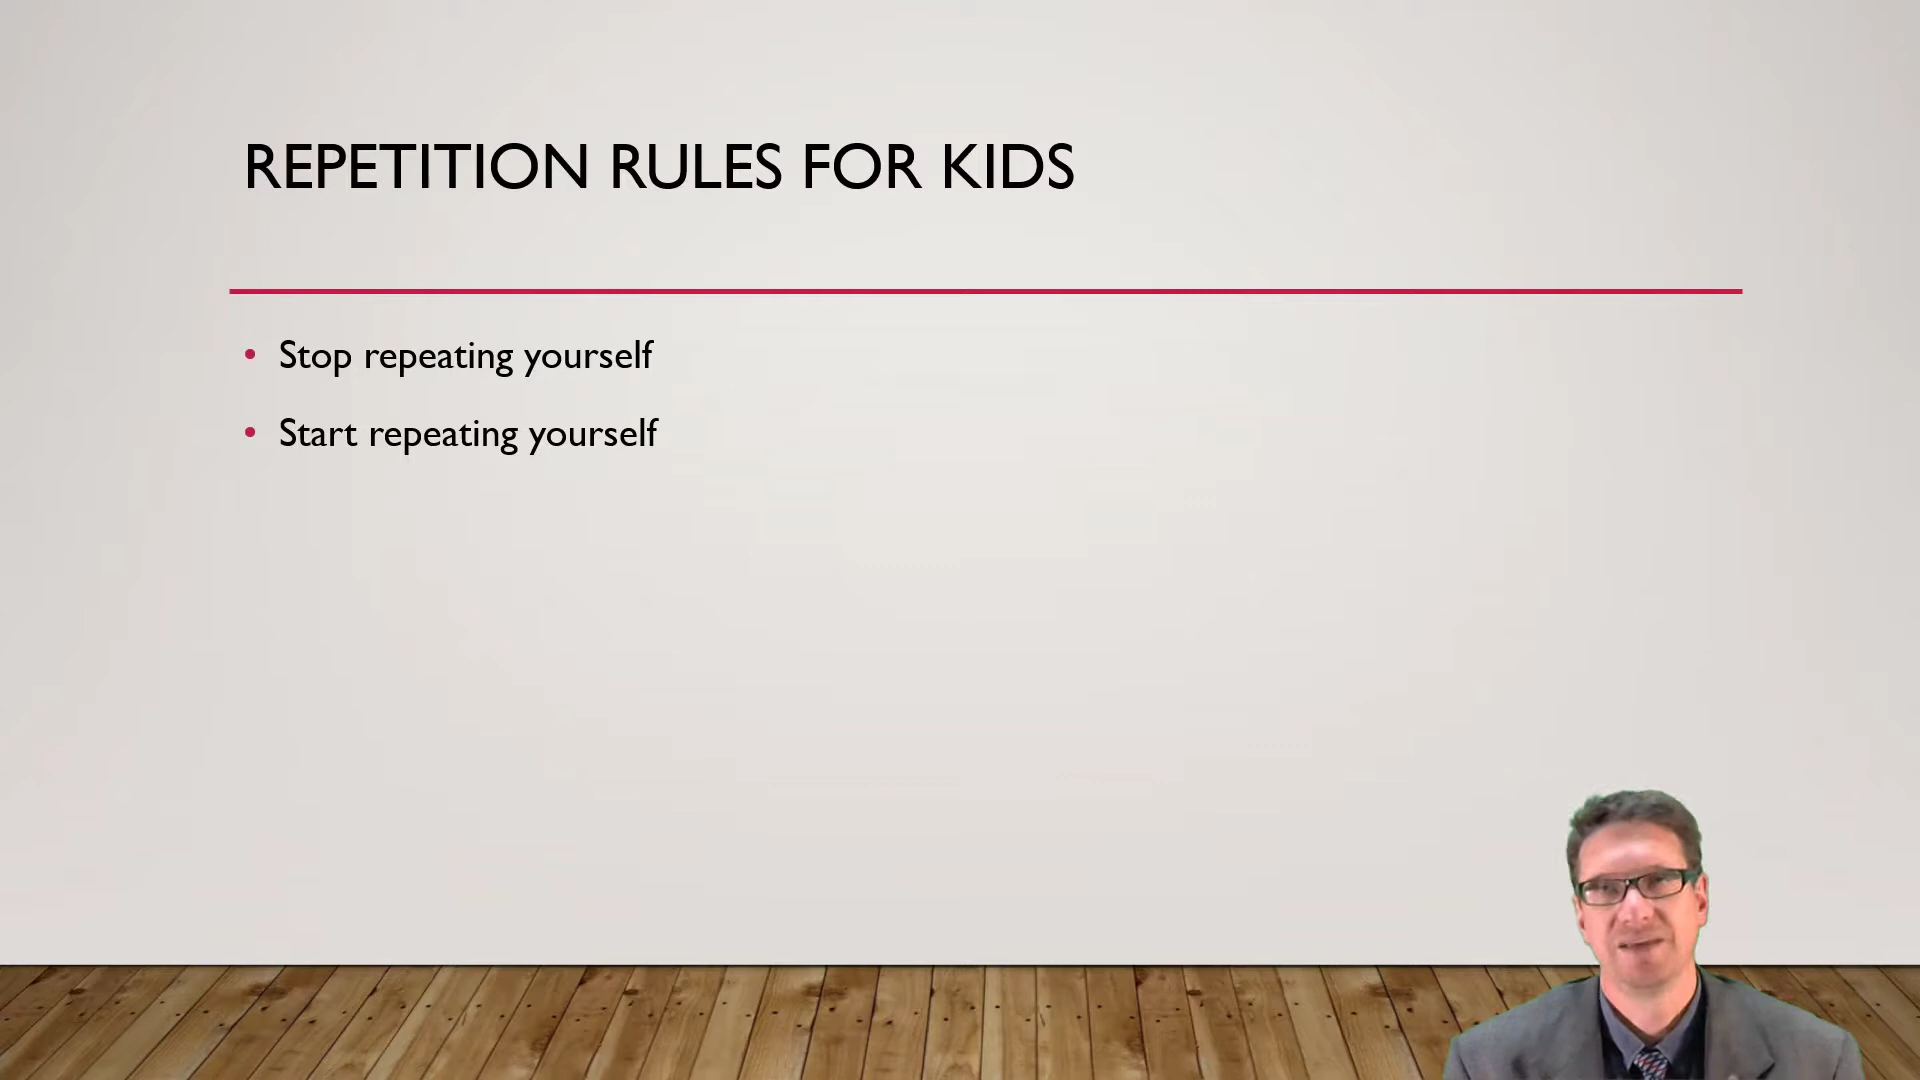 REPETITION RULES FOR KIDS
• Stop repeating yourself
• Start repeating yourself